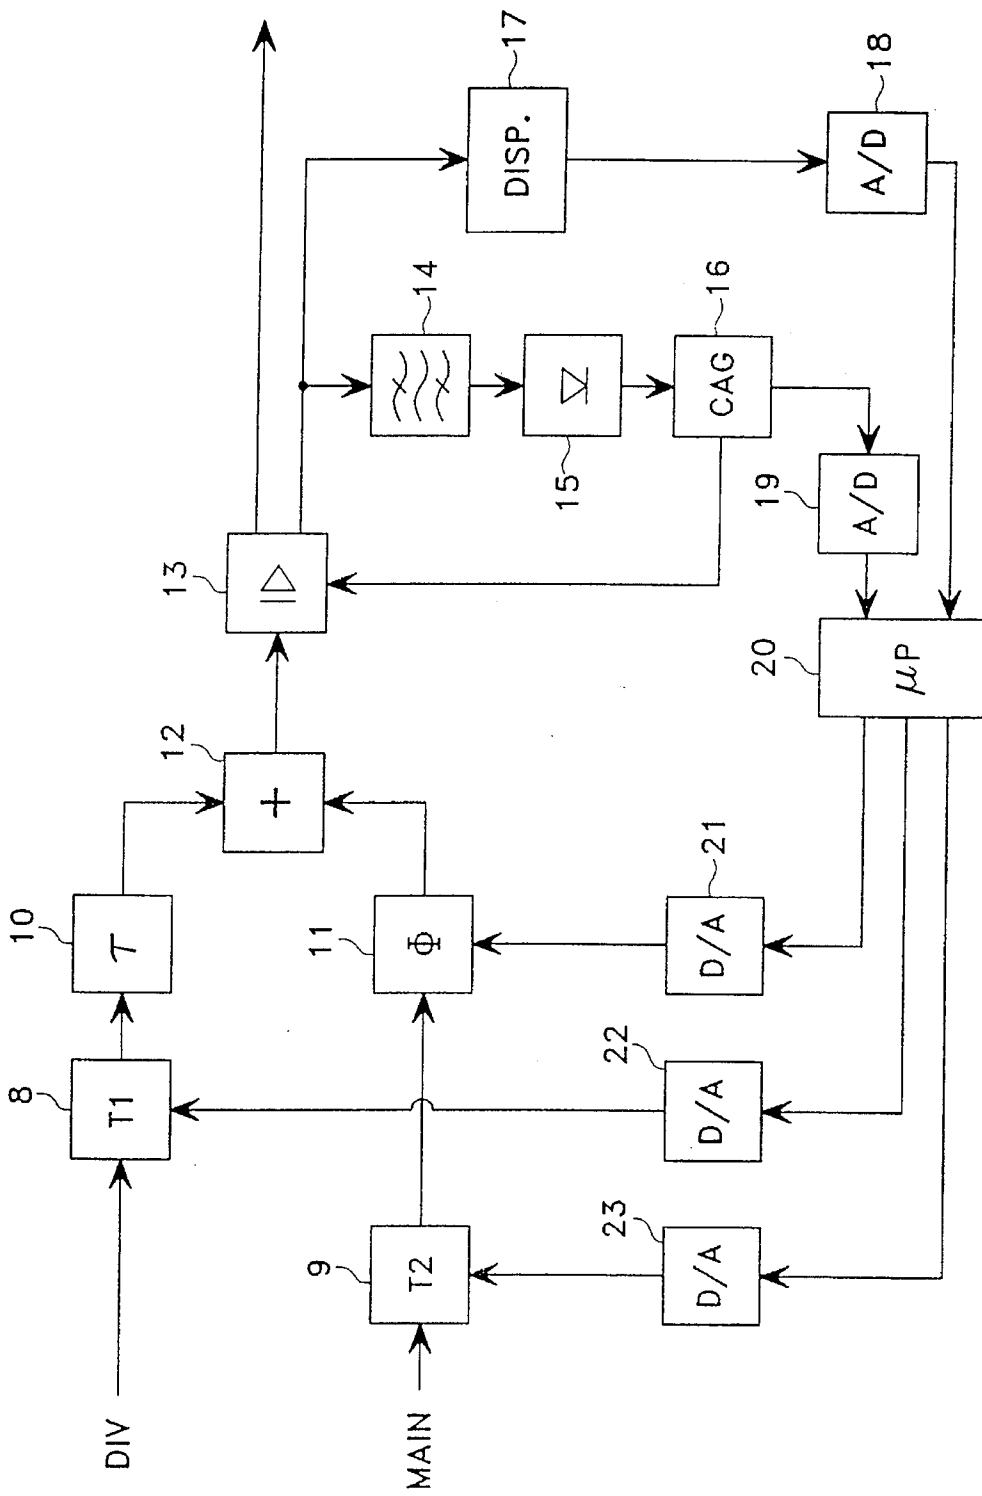 DIV
MAIN
8
T1
9
T2
10
τ
11
Φ
12
+
13
14
15
CAG
16
DISP.
17
A/D
18
19
A/D
20
μP
21
D/A
22
D/A
23
D/A